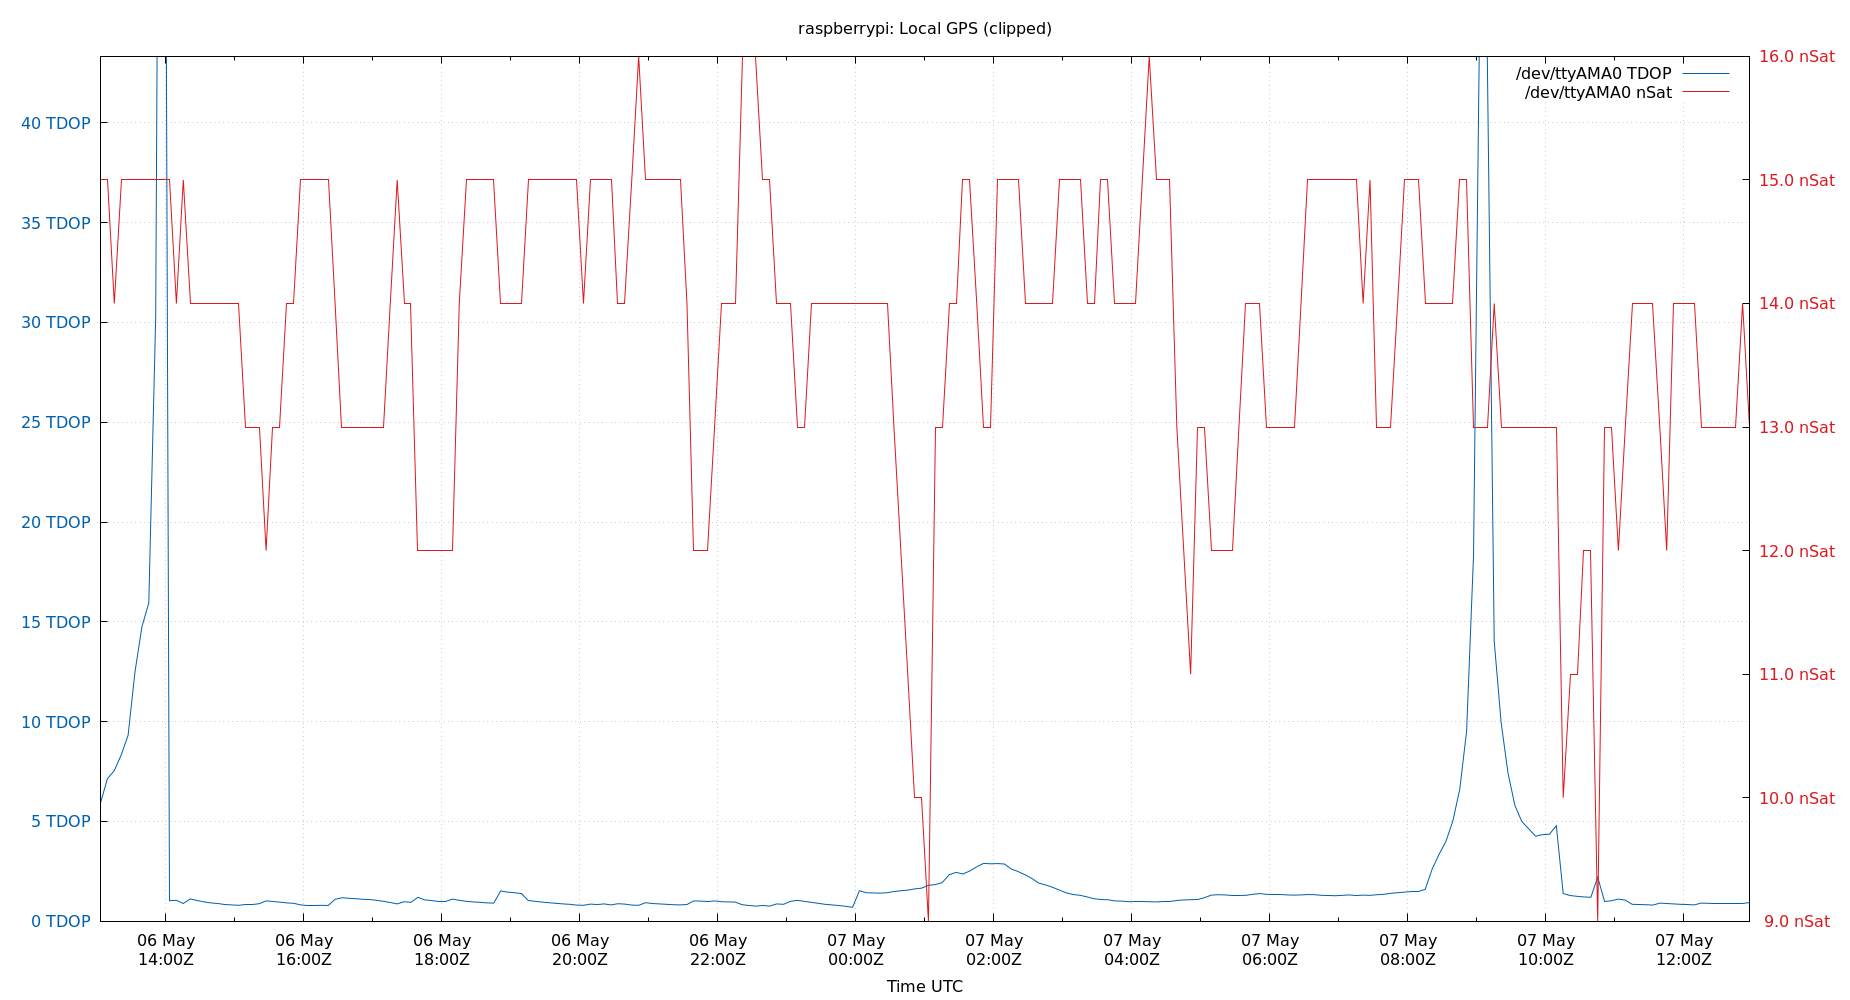 raspberrypi: Local GPS (clipped)
/dev/ttyAMA0 TDOP
/dev/ttyAMA0 nSat
40 TDOP
35 TDOP
30 TDOP
25 TDOP
20 TDOP
15 TDOP
10 TDOP
5 TDOP
0 TDOP
16.0 nSat
15.0 nSat
14.0 nSat
13.0 nSat
12.0 nSat
11.0 nSat
10.0 nSat
9.0 nSat
06 May
14:00Z
06 May
16:00Z
06 May
18:00Z
06 May
20:00Z
06 May
22:00Z
07 May
00:00Z
07 May
02:00Z
07 May
04:00Z
07 May
06:00Z
07 May
08:00Z
07 May
10:00Z
07 May
12:00Z
Time UTC